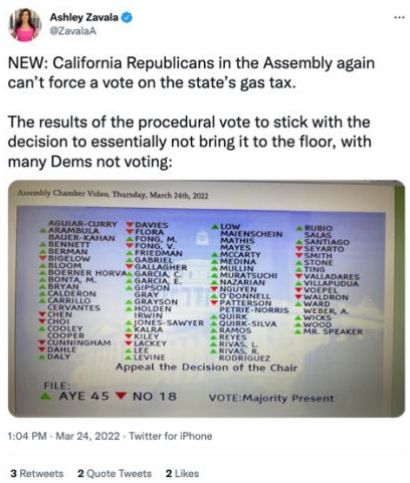 Ashley Zavala
@ZavalaA
NEW: California Republicans in the Assembly again
can't force a vote on the state's gas tax.
The results of the procedural vote to stick with the
decision to essentially not bring it to the floor, with
many Dems not voting:
Assembly Chamber Video, Thursday, March 24th, 2022
AGUIAR-CURRY
ARAMBULA
BAUER-KAHAN
BENNETT
BERMAN
BIGELOW
BLOOM
BOERNER HORVA
BONTA, M.
BRYAN
CALDERON
CARRILLO
CERVANTES
CHEN
CHOI
COOLEY
COOPER
CUNNINGHAM
DAHLE
DALY
DAVIES
FLORA
FONG, M.
FONG, V.
FRIEDMAN
GABRIEL
GALLAGHER
GARCIA, C.
GARCIA, E.
GIPSON
GRAY
GRAYSON
HOLDEN
IRWIN
JONES-SAWYER
KALRA
KILEY
LACKEY
LEE
LEVINE
LOW
MAIENSCHEIN
MATHIS
MAYES
MCCARTY
MEDINA
MULLIN
MURATSUCHI
NAZARIAN
NGUYEN
O'DONNELL
PATTERSON
PETRIE-NORRIS
QUIRK
QUIRK-SILVA
RAMOS
REYES
RIVAS, L.
RIVAS, R.
RODRIGUEZ
RUBIO
SALAS
SANTIAGO
SEYARTO
SMITH
STONE
TING
VALLADARES
VILLAPUDUA
VOEPEL
WALDRON
WARD
WEBER, A.
WICKS
WOOD
MR. SPEAKER
Appeal the Decision of the Chair
FILE:
AYE 45 NO 18 VOTE:Majority Present
1:04 PM · Mar 24, 2022 · Twitter for iPhone
3 Retweets 2 Quote Tweets 2 Likes